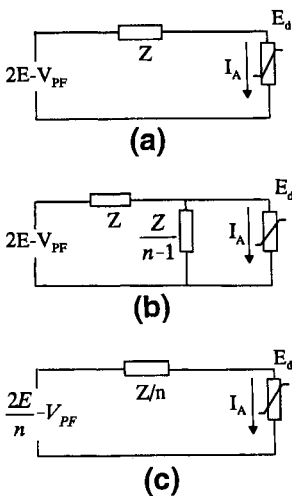 E_d
Z
2E-V_PF
I_A
(a)
E_d
Z
Z/(n-1)
2E-V_PF
I_A
(b)
E_d
Z/n
2E/n -V_PF
I_A
(c)